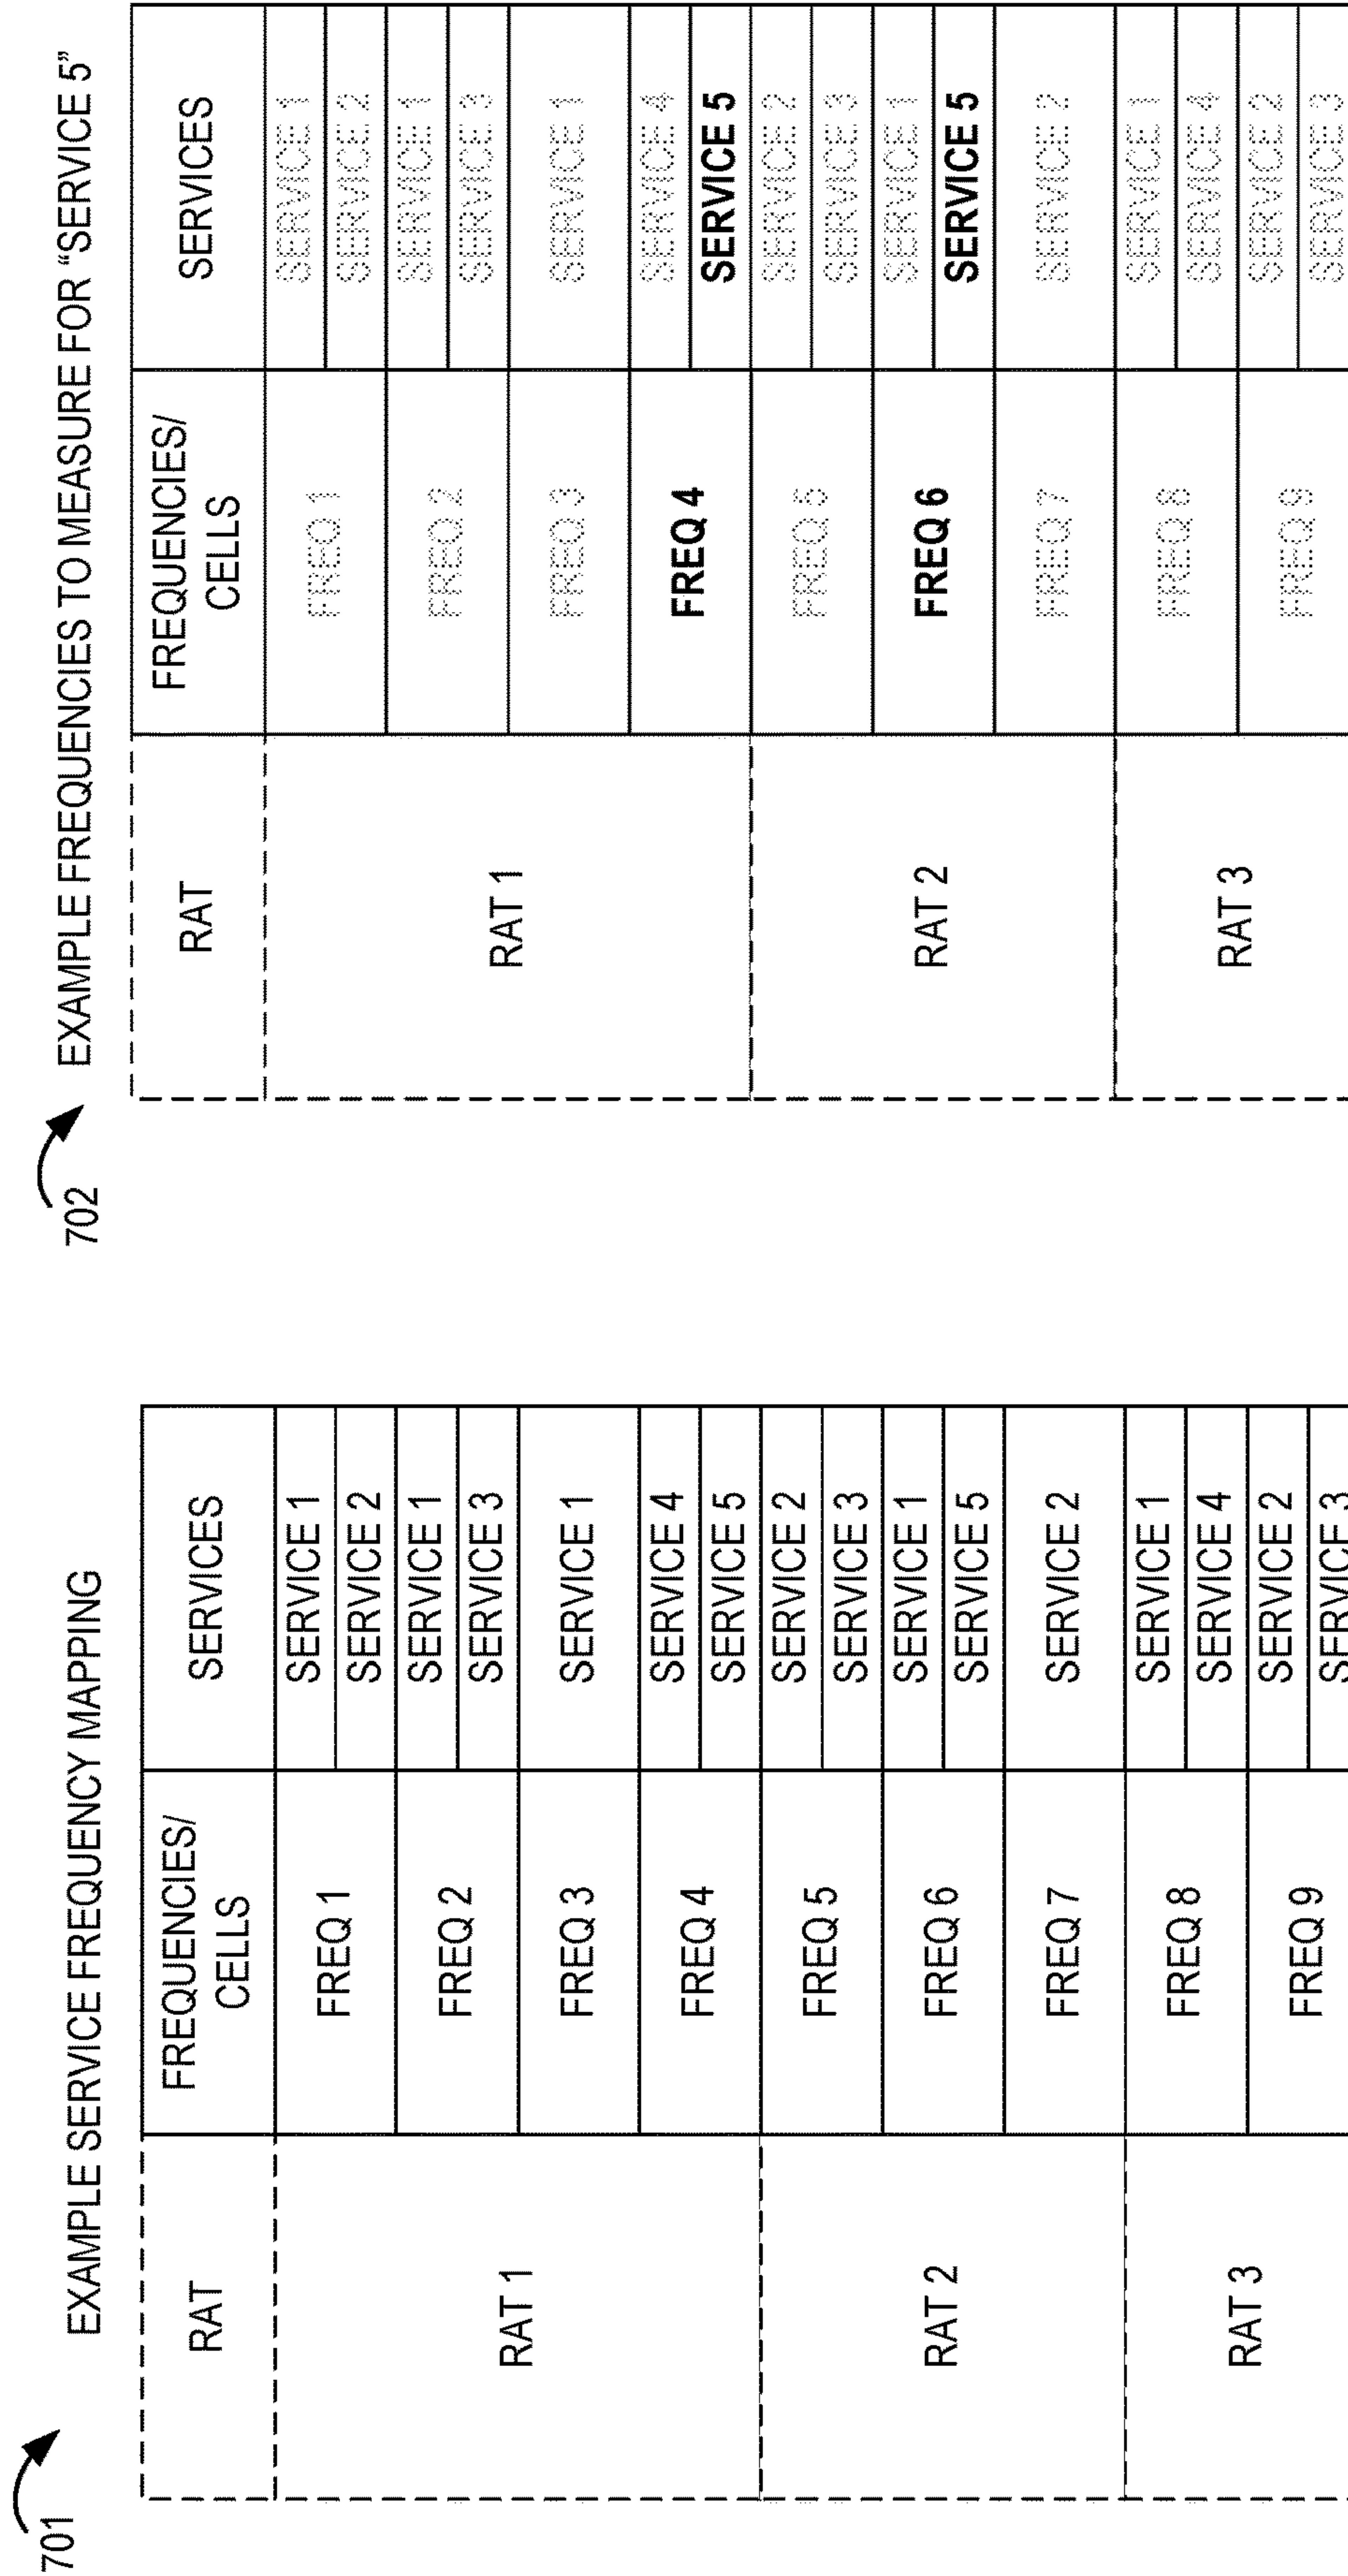 701
EXAMPLE SERVICE FREQUENCY MAPPING
RAT
FREQUENCIES/
CELLS
SERVICES
RAT 1
FREQ 1
SERVICE 1
SERVICE 2
FREQ 2
SERVICE 1
SERVICE 3
FREQ 3
SERVICE 1
FREQ 4
SERVICE 4
SERVICE 5
RAT 2
FREQ 5
SERVICE 2
SERVICE 3
FREQ 6
SERVICE 1
SERVICE 5
FREQ 7
SERVICE 2
RAT 3
FREQ 8
SERVICE 1
SERVICE 4
FREQ 9
SERVICE 2
SERVICE 3
702
EXAMPLE FREQUENCIES TO MEASURE FOR “SERVICE 5”
RAT
FREQUENCIES/
CELLS
SERVICES
RAT 1
FREQ 1
SERVICE 1
SERVICE 2
FREQ 2
SERVICE 1
SERVICE 3
FREQ 3
SERVICE 1
FREQ 4
SERVICE 4
SERVICE 5
RAT 2
FREQ 5
SERVICE 2
SERVICE 3
FREQ 6
SERVICE 1
SERVICE 5
FREQ 7
SERVICE 2
RAT 3
FREQ 8
SERVICE 1
SERVICE 4
FREQ 9
SERVICE 2
SERVICE 3